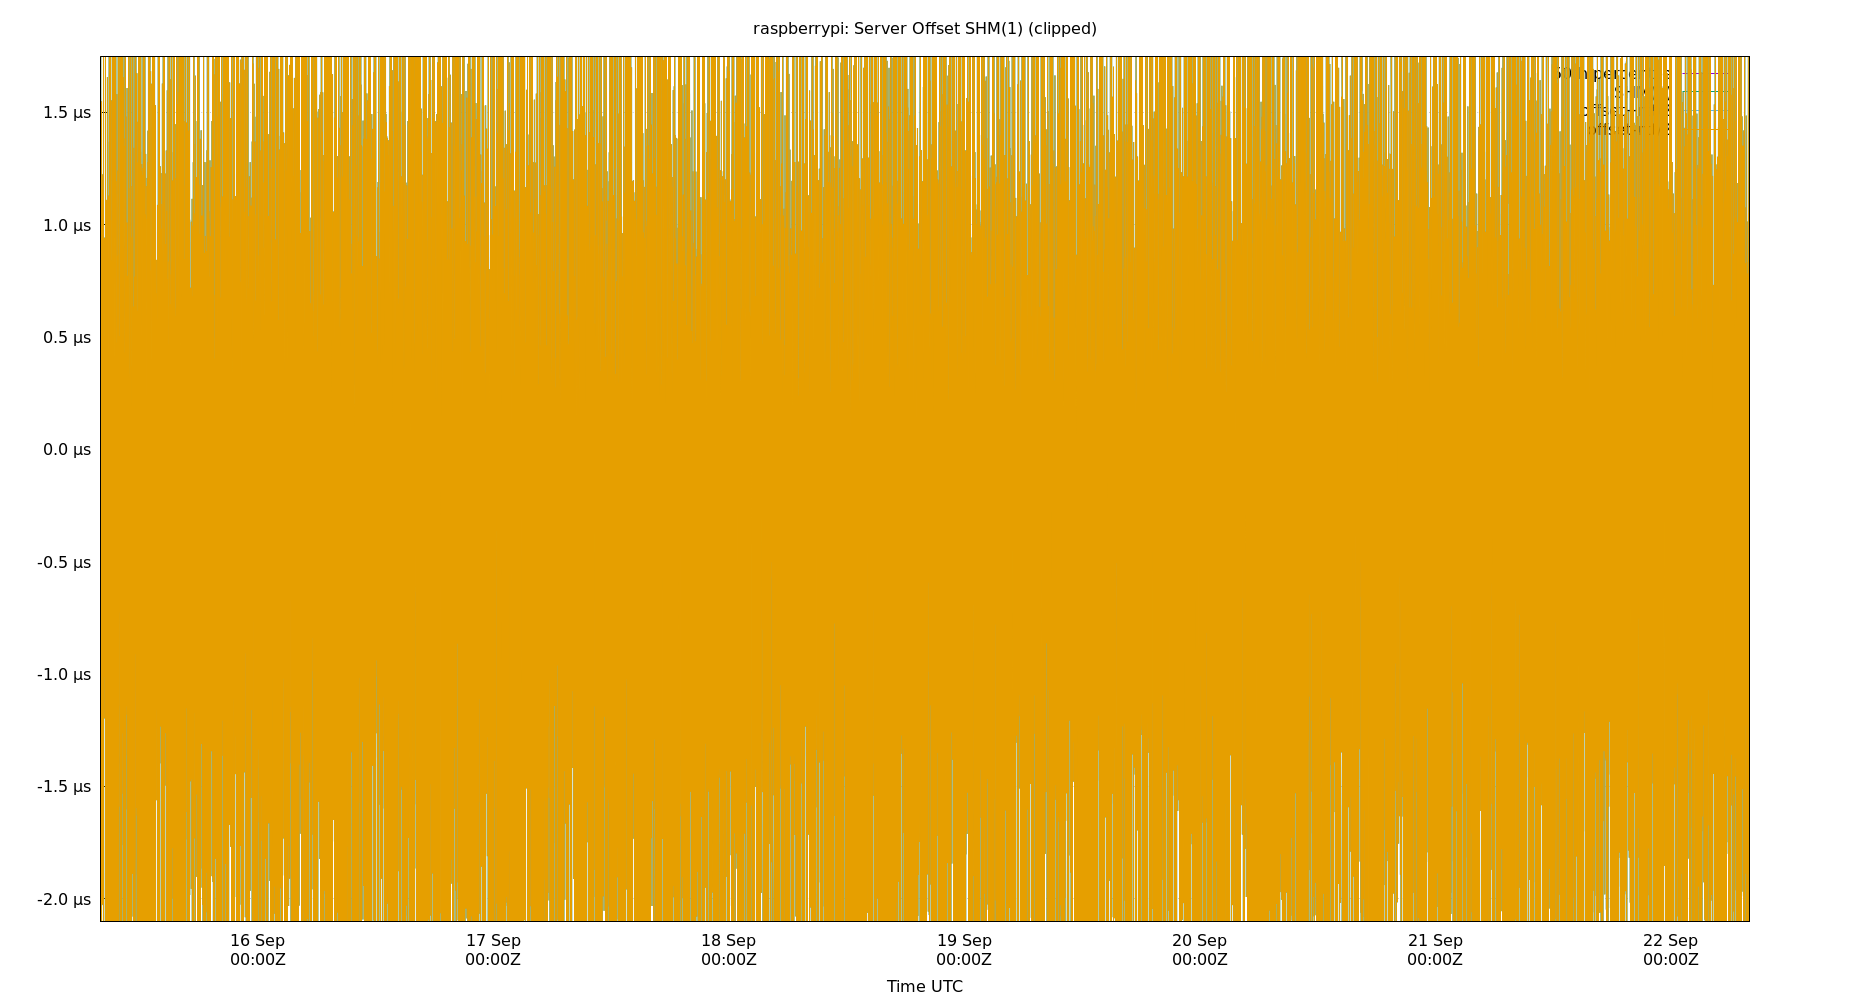 raspberrypi: Server Offset SHM(1) (clipped)
1.5 µs
1.0 µs
0.5 µs
0.0 µs
-0.5 µs
-1.0 µs
-1.5 µs
-2.0 µs
16 Sep 17 Sep 18 Sep 19 Sep 20 Sep 21 Sep 22 Sep
00:00Z 00:00Z 00:00Z 00:00Z 00:00Z 00:00Z 00:00Z
Time UTC